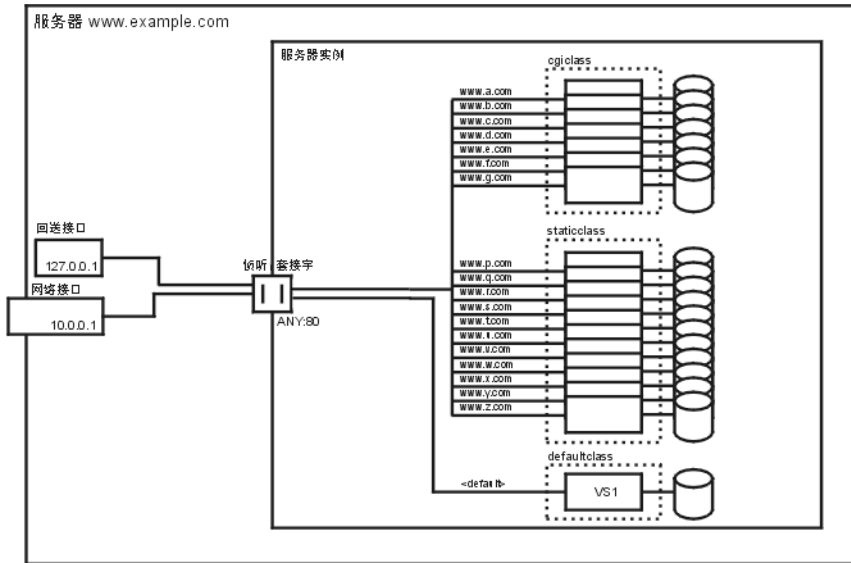 服务器 www.example.com
服务器实例
cgiclass
www.a.com
www.b.com
www.c.com
www.d.com
www.e.com
www.f.com
www.g.com
回送接口
127.0.0.1
网络接口
10.0.0.1
侦听 套接字
ANY:80
staticclass
www.p.com
www.q.com
www.r.com
www.s.com
www.t.com
www.u.com
www.v.com
www.w.com
www.x.com
www.y.com
www.z.com
defaultclass
<default>
VS1